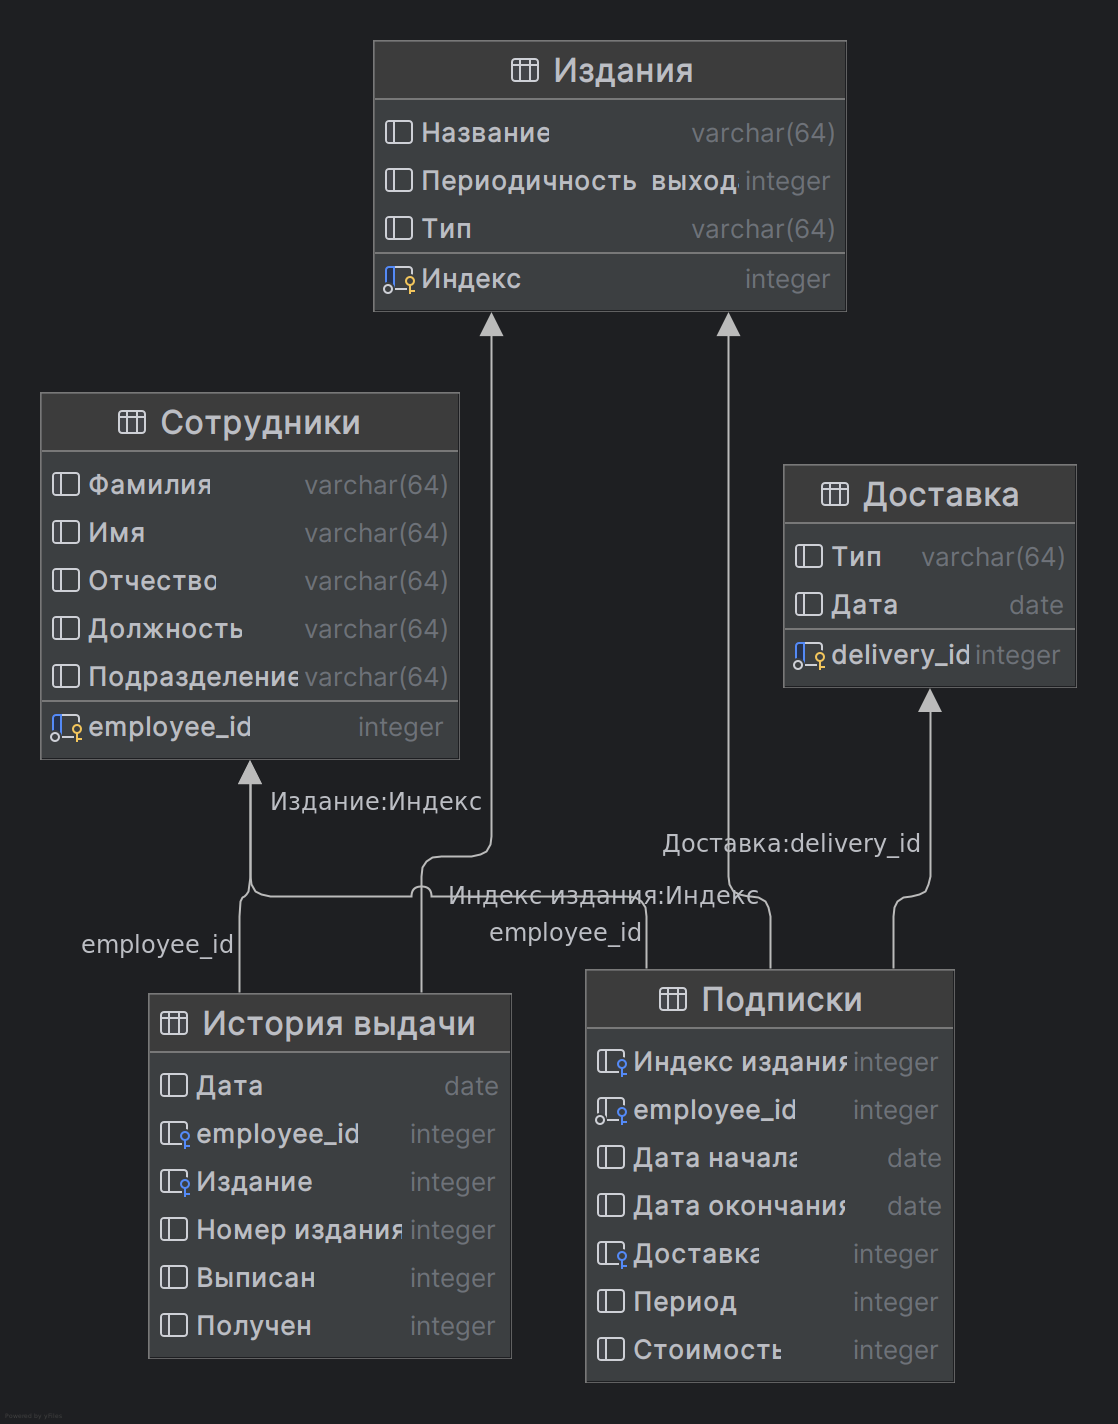 Издания
Название varchar(64)
Периодичность выход integer
Тип varchar(64)
Индекс integer
Сотрудники
Фамилия varchar(64)
Имя varchar(64)
Отчество varchar(64)
Должность varchar(64)
Подразделение varchar(64)
employee_id integer
Доставка
Тип varchar(64)
Дата date
delivery_id integer
Издание:Индекс
Доставка:delivery_id
Индекс издания:Индекс
employee_id
employee_id
История выдачи
Дата date
employee_id integer
Издание integer
Номер издания integer
Выписан integer
Получен integer
Подписки
Индекс издания integer
employee_id integer
Дата начала date
Дата окончания date
Доставка integer
Период integer
Стоимость integer